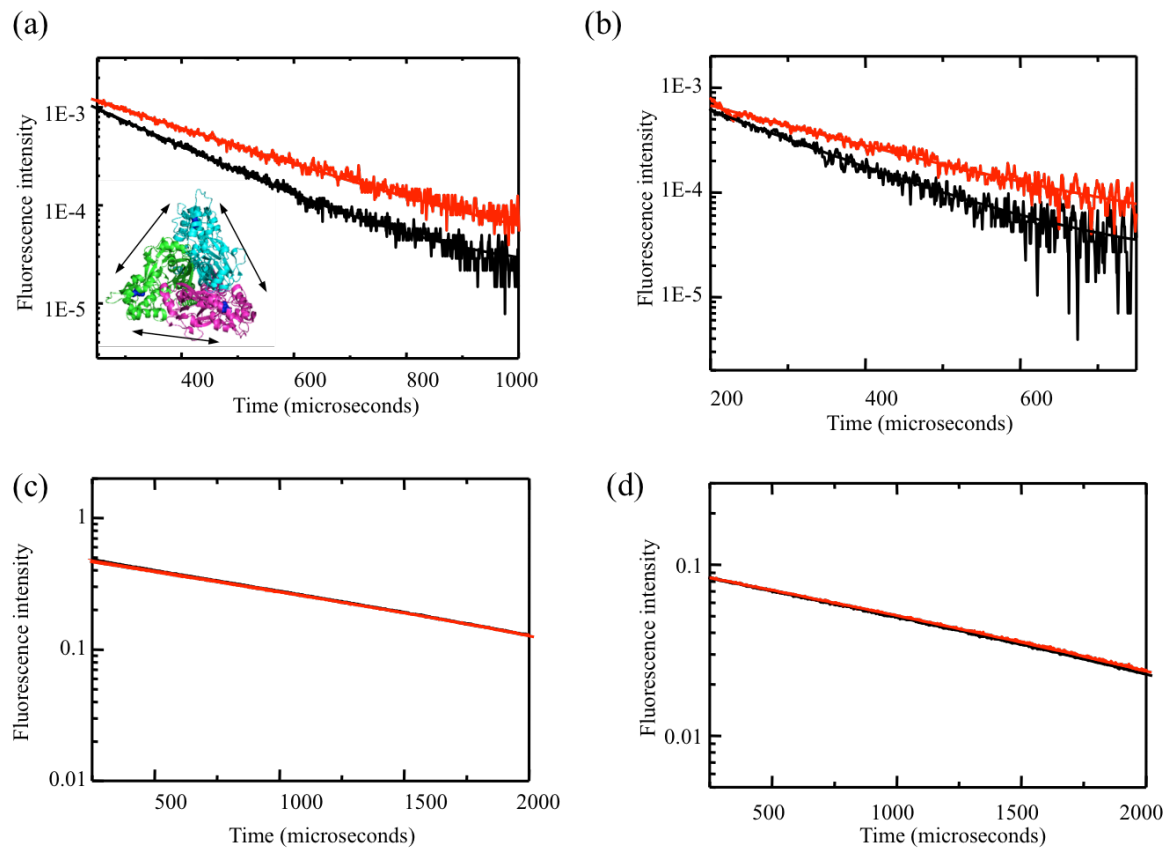 (a)
Fluorescence intensity
1E-3
1E-4
1E-5
400
600
800
1000
Time (microseconds)
(b)
Fluorescence intensity
1E-3
1E-4
1E-5
200
400
600
Time (microseconds)
(c)
Fluorescence intensity
1
0.1
0.01
500
1000
1500
2000
Time (microseconds)
(d)
Fluorescence intensity
0.1
0.01
500
1000
1500
2000
Time (microseconds)